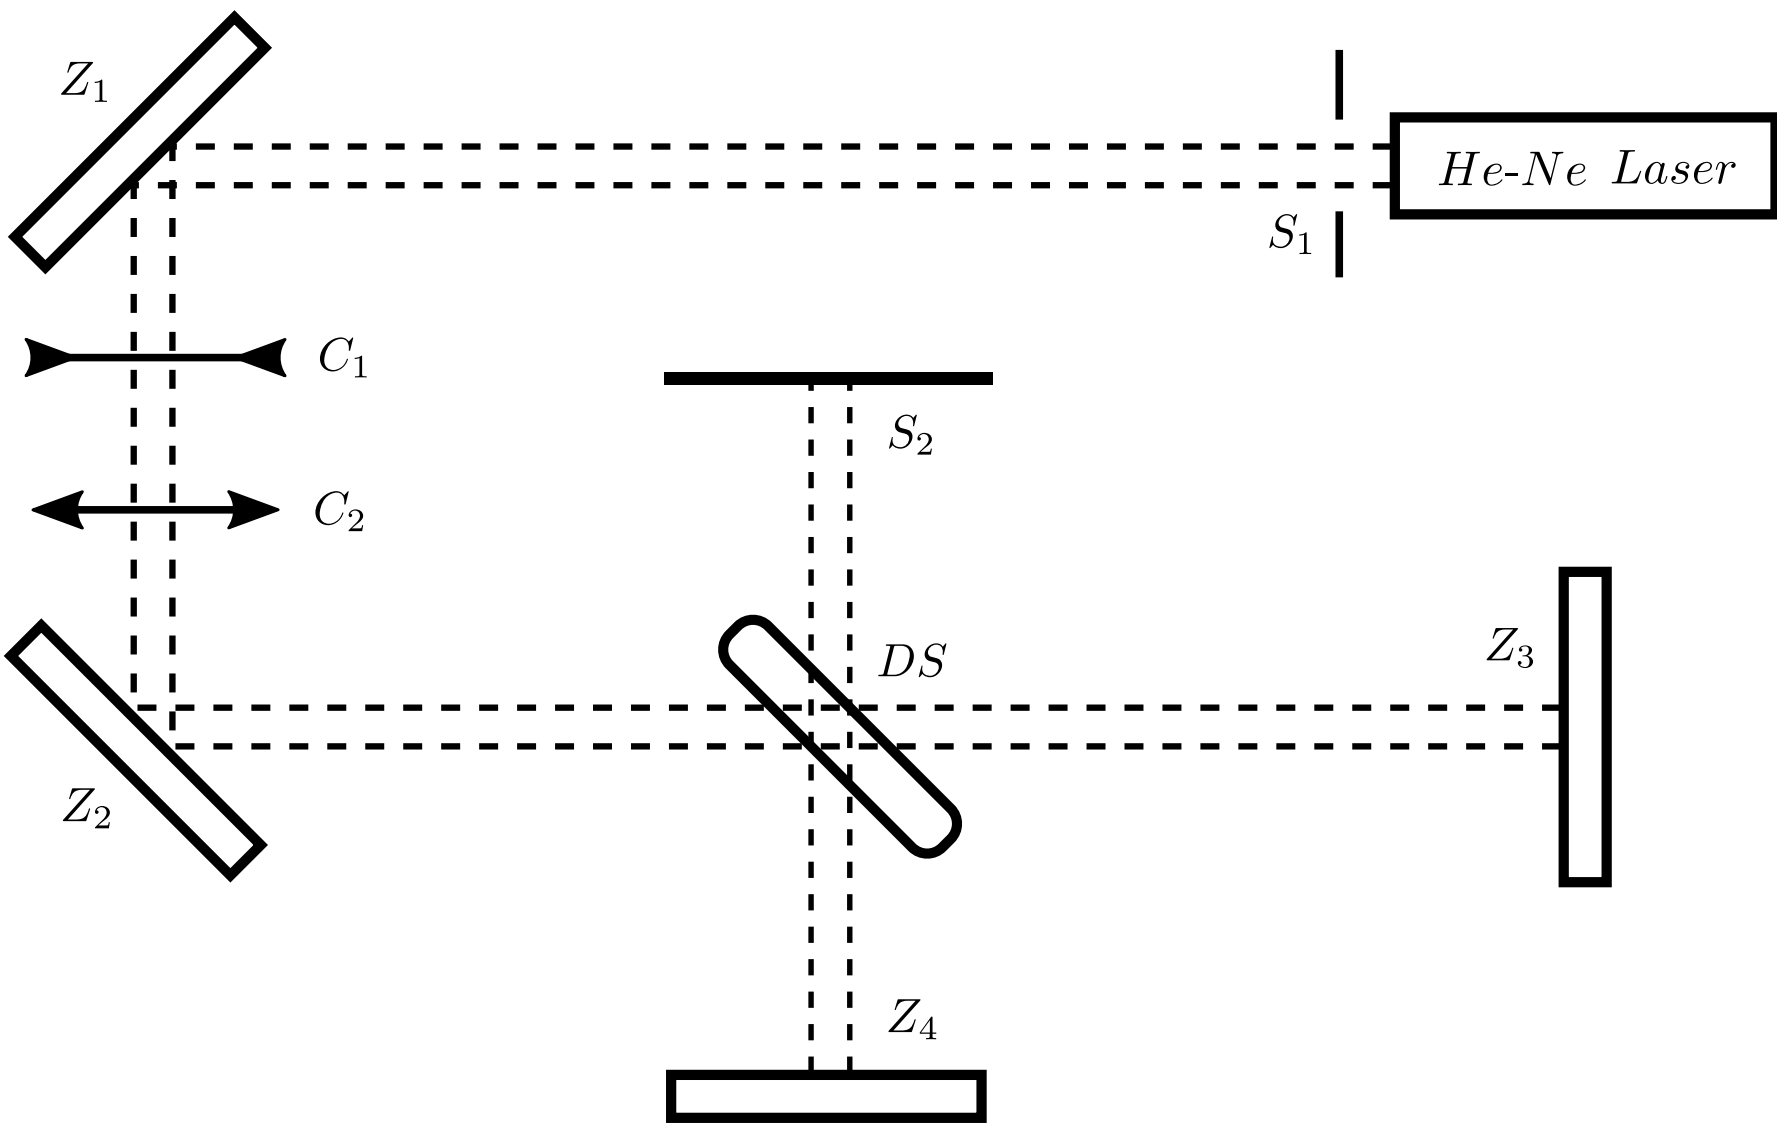 Z₁
He-Ne Laser
S₁
C₁
S₂
C₂
Z₃
DS
Z₂
Z₄